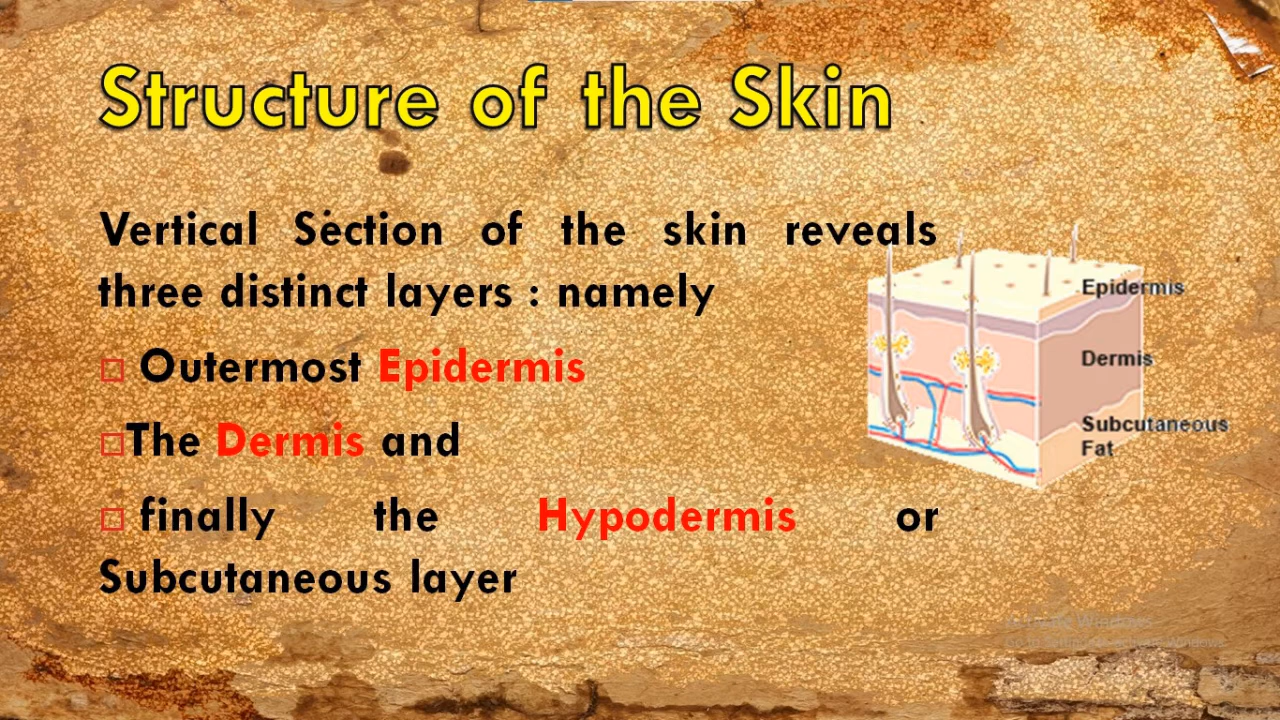 Structure of the Skin
Vertical Section of the skin reveals
three distinct layers : namely
Outermost Epidermis
The Dermis and
finally the Hypodermis or
Subcutaneous layer
Epidermis
Dermis
Subcutaneous
Fat
Windows